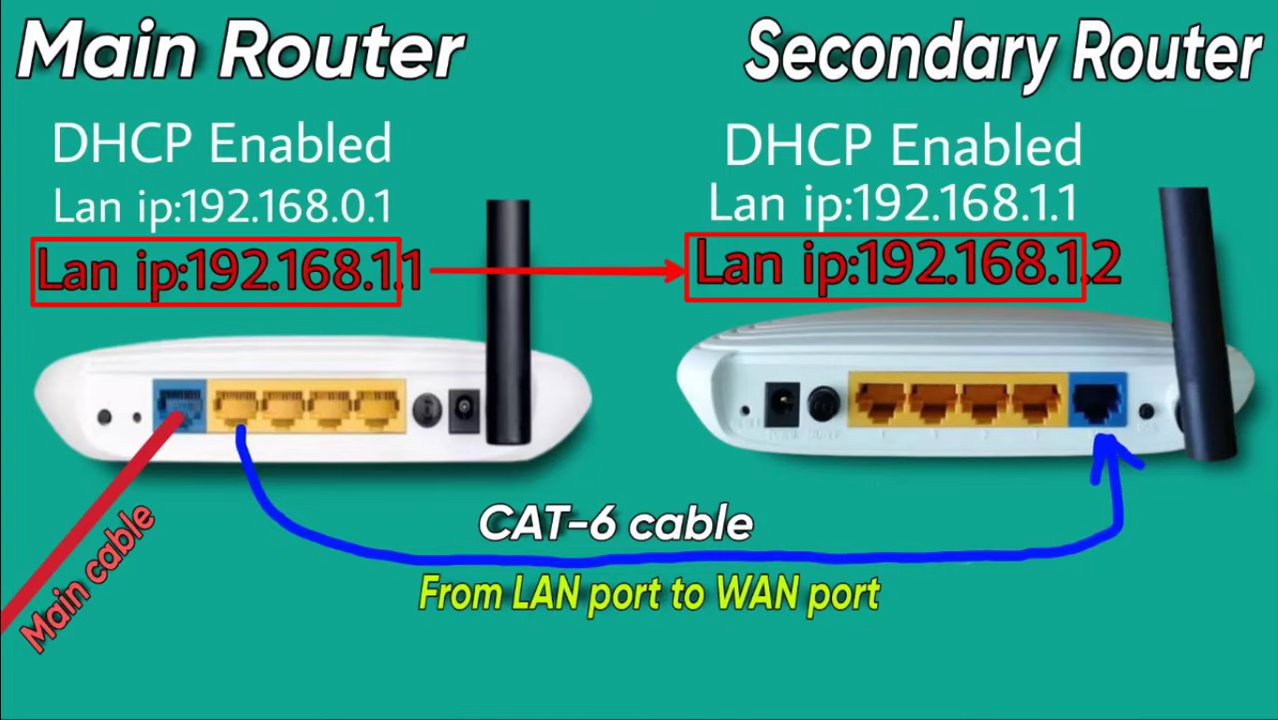 Main Router
DHCP Enabled
Lan ip:192.168.0.1
Lan ip:192.168.1.1
Secondary Router
DHCP Enabled
Lan ip:192.168.1.1
Lan ip:192.168.1.2
CAT-6 cable
From LAN port to WAN port
Main cable